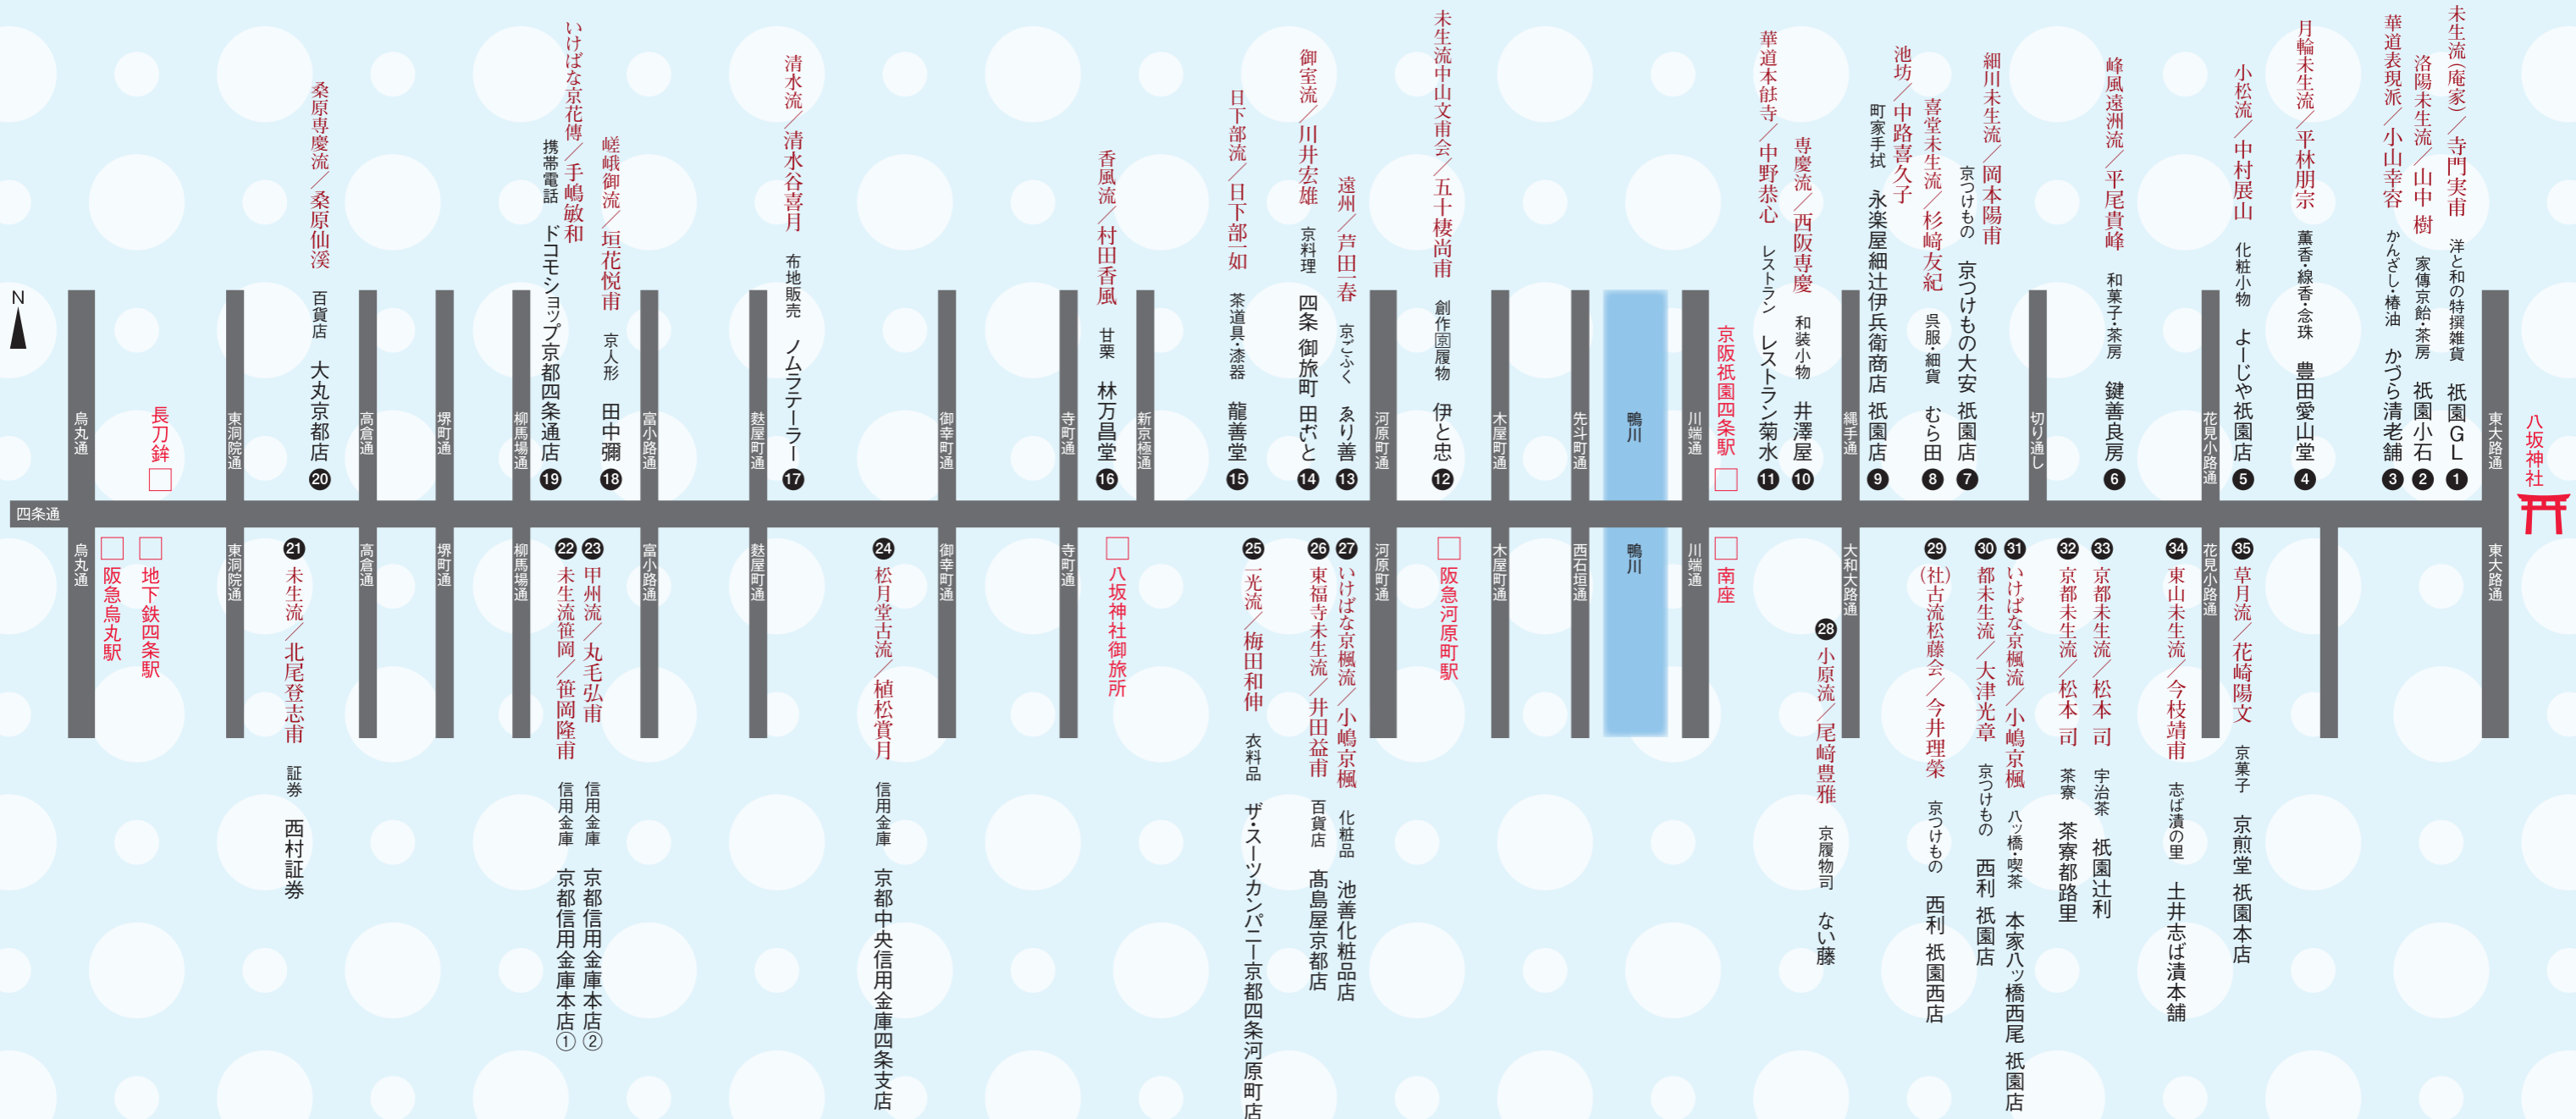 未生流（庵家）／寺門実甫 洋と和の特撰雑貨 祇園GL ❶
洛陽未生流／山中 樹 家傳京飴・茶房 祇園小石 ❷
華道表現派／小山幸容 かんざし・椿油 かづら清老舗 ❸
月輪未生流／平林朋宗 薫香・線香・念珠 豊田愛山堂 ❹
小松流／中村展山 化粧小物 よーじや祇園店 ❺
峰風遠洲流／平尾貴峰 和菓子・茶房 鍵善良房 ❻
細川未生流／岡本陽甫
京つけもの 京つけもの大安 祇園店 ❼
喜堂未生流／杉﨑友紀 呉服・細貨 むら田 ❽
池坊／中路喜久子
町家手拭 永楽屋細辻伊兵衛商店 祇園店 ❾
専慶流／西阪専慶 和装小物 井澤屋 ❿
華道本能寺／中野恭心 レストラン レストラン菊水 ⓫
未生流中山文甫会／五十棲尚甫 創作京履物 伊と忠 ⓬
遠州／芦田一春 京ごふく ゑり善 ⓭
御室流／川井宏雄 京料理 四条 御旅町 田ごと ⓮
日下部流／日下部一如 茶道具・漆器 龍善堂 ⓯
香風流／村田香風 甘栗 林万昌堂 ⓰
清水流／清水谷喜月 布地販売 ノムラテーラー ⓱
嵯峨御流／垣花悦甫 京人形 田中彌 ⓲
いけばな京花傳／手嶋敏和
携帯電話 ドコモショップ京都四条通店 ⓳
桑原専慶流／桑原仙溪 百貨店 大丸京都店 ⓴
N
八坂神社
東大路通
花見小路通
切り通し
縄手通
京阪祇園四条駅
川端通
鴨川
先斗町通
木屋町通
河原町通
新京極通
寺町通
御幸町通
麩屋町通
富小路通
柳馬場通
堺町通
高倉通
東洞院通
長刀鉾
烏丸通
四条通
烏丸通
阪急烏丸駅
地下鉄四条駅
東洞院通
高倉通
堺町通
柳馬場通
富小路通
麩屋町通
御幸町通
寺町通
八坂神社御旅所
河原町通
阪急河原町駅
木屋町通
西石垣通
鴨川
川端通
南座
大和大路通
花見小路通
東大路通
㉑ 未生流／北尾登志甫 証券 西村証券
㉒ 未生流笹岡／笹岡隆甫 信用金庫 京都信用金庫本店①
㉓ 甲州流／丸毛弘甫 信用金庫 京都信用金庫本店②
㉔ 松月堂古流／植松賞月 信用金庫 京都中央信用金庫四条支店
㉕ 一光流／梅田和伸 衣料品 ザ・スーツカンパニー京都四条河原町店
㉖ 東福寺未生流／井田益甫 百貨店 髙島屋京都店
㉗ いけばな京楓流／小嶋京楓 化粧品 池善化粧品店
㉘ 小原流／尾﨑豊雅 京履物司 ない藤
㉙ （社）古流松藤会／今井理榮 京つけもの 西利 祇園西店
㉚ 都未生流／大津光章 京つけもの 西利 祇園店
㉛ いけばな京楓流／小嶋京楓 八ッ橋・喫茶 本家八ッ橋西尾 祇園店
㉜ 京都未生流／松本 司 茶寮 茶寮都路里
㉝ 京都未生流／松本 司 宇治茶 祇園辻利
㉞ 東山未生流／今枝靖甫 志ば漬の里 土井志ば漬本舗
㉟ 草月流／花崎陽文 京菓子 京煎堂 祇園本店